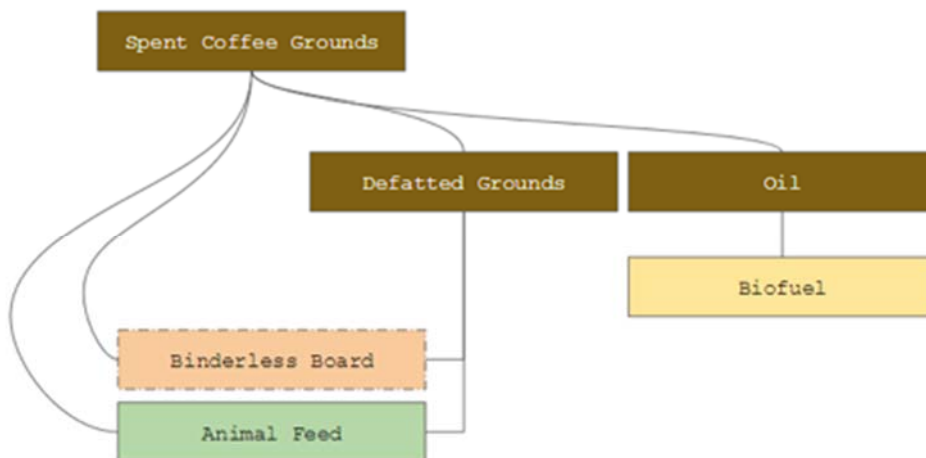 Spent Coffee Grounds
Defatted Grounds
Oil
Biofuel
Binderless Board
Animal Feed